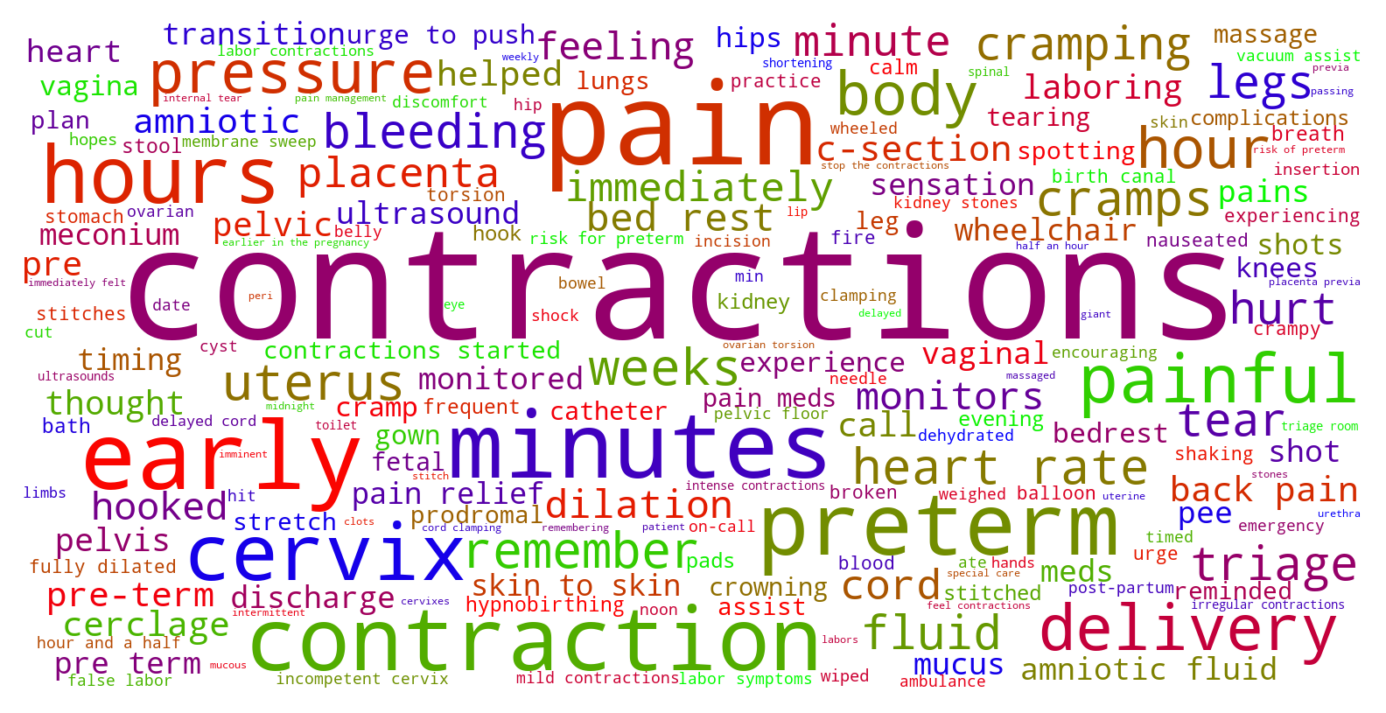 transition
urge to push
feeling
hips
minute
cramping
massage
heart
labor contractions
weekly
shortening
vacuum assist
vagina
pressure
helped
lungs
practice
calm
body
spinal
laboring
legs
previa
passing
internal tear
pain management
discomfort
hip
pain
plan
amniotic
bleeding
wheeled
tearing
skin
complications
hopes
stool
membrane sweep
c-section
spotting
hour
breath
risk of preterm
hours
placenta
immediately
stop the contractions
sensation
birth canal
pains
insertion
torsion
kidney stones
cramps
stomach
ovarian
pelvic
belly
ultrasound
bed rest
lip
leg
wheelchair
experiencing
meconium
earlier in the pregnancy
hook
risk for preterm
incision
fire
half an hour
nauseated
shots
pre
contractions
knees
immediately felt
bowel
min
placenta previa
date
peri
eye
kidney
clamping
hurt
stitches
shock
delayed
giant
crampy
cut
cyst
contractions started
ovarian torsion
timing
weeks
experience
vaginal
encouraging
ultrasounds
uterus
monitored
needle
massaged
painful
thought
midnight
cramp
frequent
catheter
pain meds
monitors
bath
delayed cord
toilet
pelvic floor
evening
tear
early
imminent
gown
minutes
call
dehydrated
bedrest
triage room
fetal
stitch
heart rate
shaking
shot
stones
limbs
hooked
hit
pain relief
intense contractions
broken
weighed
balloon
uterine
back pain
stretch
clots
prodromal
dilation
preterm
pee
urethra
cord clamping
remembering
patient
on-call
emergency
pelvis
cervix
remember
timed
fully dilated
pads
blood
urge
triage
skin to skin
crowning
cord
ate
hands
special care
meds
pre-term
discharge
cervixes
hypnobirthing
noon
assist
stitched
post-partum
reminded
cerclage
intermittent
feel contractions
irregular contractions
hour and a half
contraction
labors
fluid
delivery
pre term
mucous
mucus
amniotic fluid
false labor
incompetent cervix
mild contractions
labor symptoms
wiped
ambulance